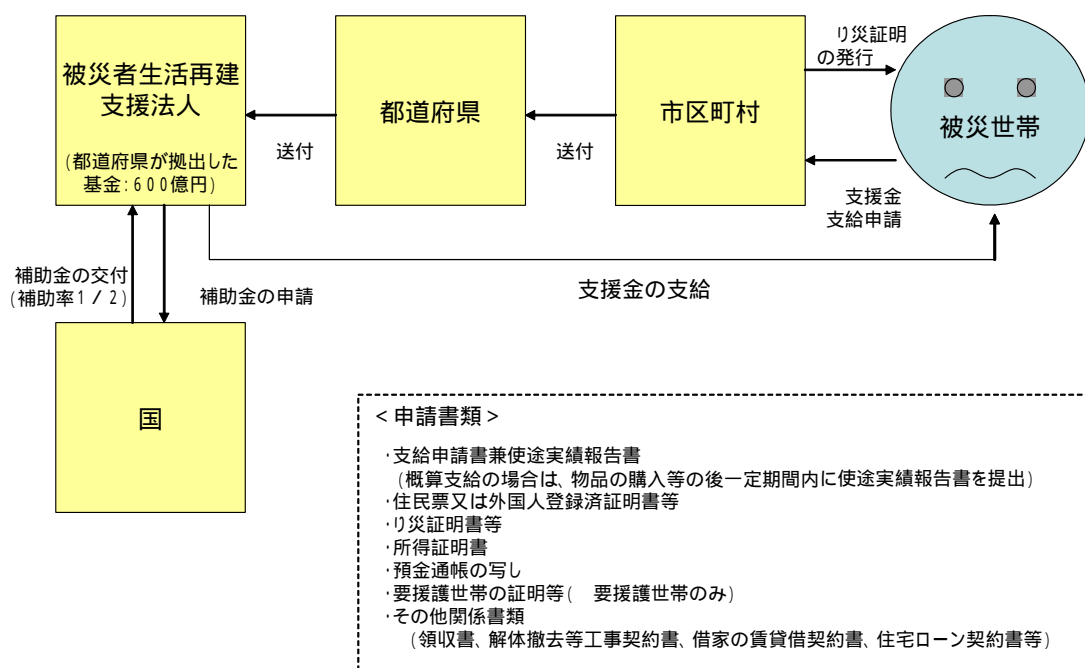 被災者生活再建
支援法人
(都道府県が拠出した
基金:600億円)
送付
都道府県
送付
市区町村
り災証明
の発行
被災世帯
支援金
支給申請
補助金の交付
(補助率1/2)
補助金の申請
支援金の支給
国
<申請書類>
・支給申請書兼使途実績報告書
(概算支給の場合は、物品の購入等の後一定期間内に使途実績報告書を提出)
・住民票又は外国人登録済証明書等
・り災証明書等
・所得証明書
・預金通帳の写し
・要援護世帯の証明等( 要援護世帯のみ)
・その他関係書類
(領収書、解体撤去等工事契約書、借家の賃貸借契約書、住宅ローン契約書等)